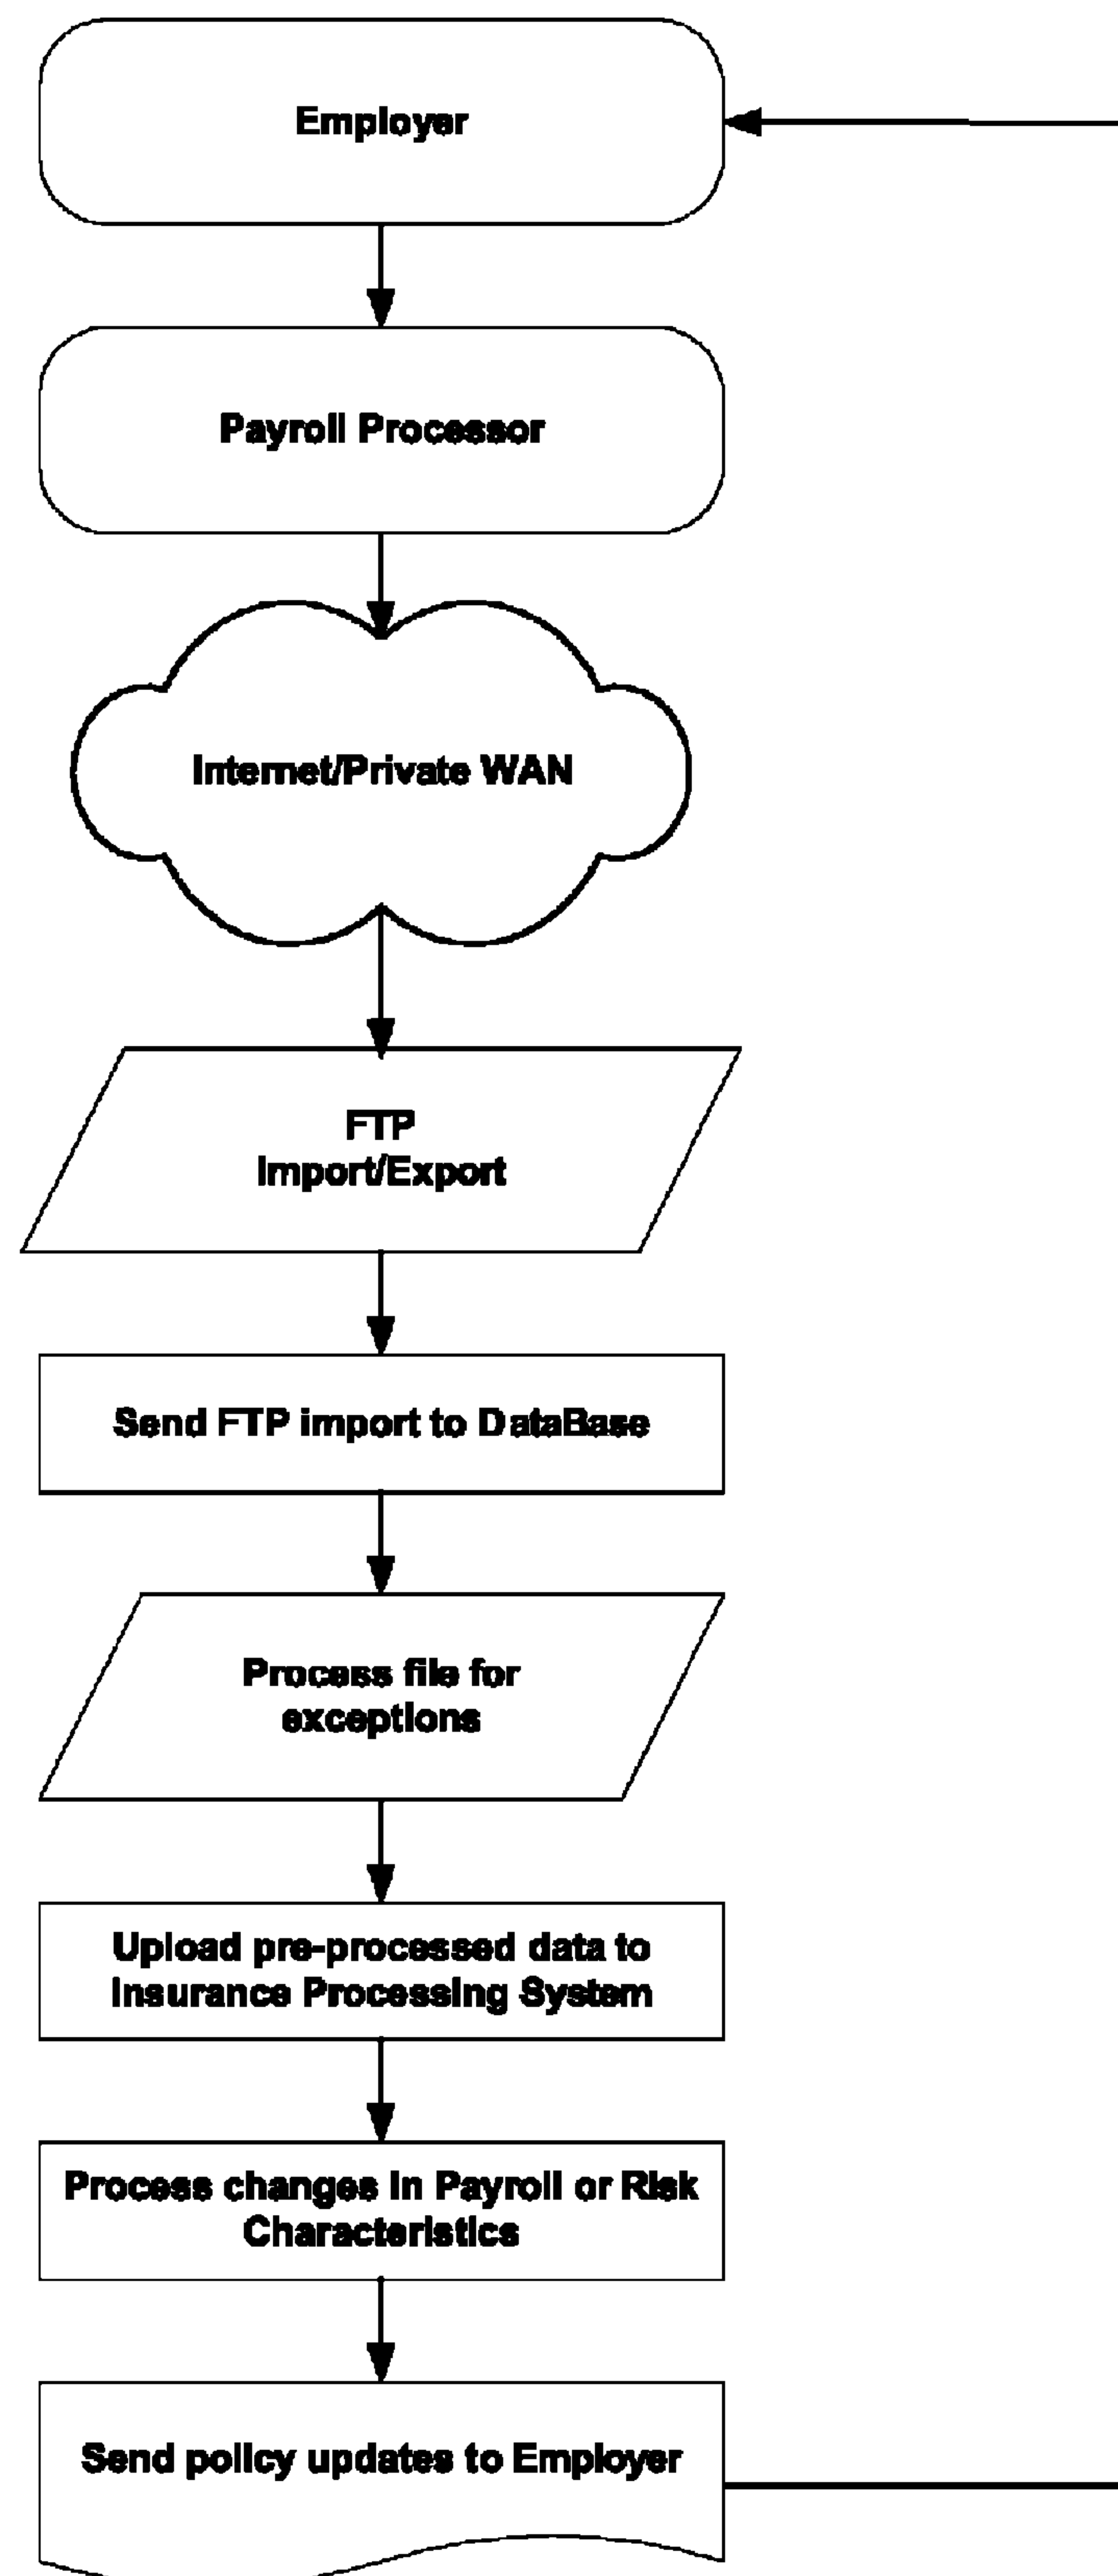 Employer
Payroll Processor
Internet/Private WAN
FTP
Import/Export
Send FTP import to DataBase
Process file for
exceptions
Upload pre-processed data to
Insurance Processing System
Process changes in Payroll or Risk
Characteristics
Send policy updates to Employer